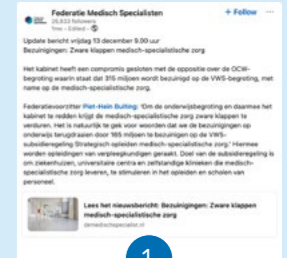 Federatie Medisch Specialisten
+ Follow
25,833 followers
1mo • Edited •
Update bericht vrijdag 13 december 9.00 uur
Bezuinigingen: Zware klappen medisch-specialistische zorg
Het kabinet heeft een compromis gesloten met de oppositie over de OCW-
begroting waarin staat dat 315 miljoen wordt bezuinigd op de VWS-begroting, met
name op de medisch-specialistische zorg.
Federatievoorzitter Piet-Hein Buiting: 'Om de onderwijsbegroting en daarmee het
kabinet te redden krijgt de medisch-specialistische zorg zware klappen te
verduren. Het is natuurlijk te gek voor woorden dat we de bezuinigingen op
onderwijs terugdraaien door 165 miljoen te bezuinigen op de VWS-
subsidieregeling Strategisch opleiden medisch-specialistische zorg.' Hiermee
worden opleidingen van verpleegkundigen geraakt. Doel van de subsidieregeling is
om ziekenhuizen, universitaire centra en zelfstandige klinieken die medisch-
specialistische zorg leveren, te stimuleren in het opleiden en scholen van
personeel.
Lees het nieuwsbericht: Bezuinigingen: Zware klappen
medisch-specialistische zorg
demedischspecialist.nl
1